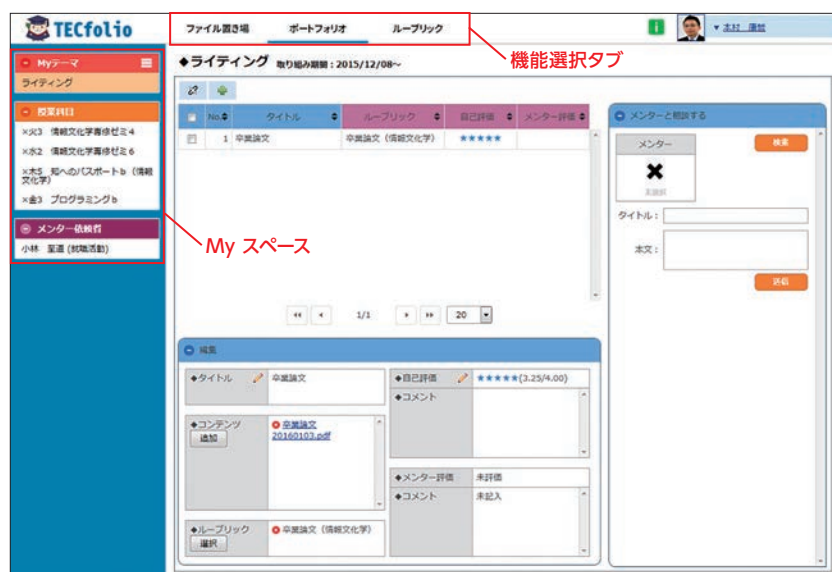 TECfolio
ファイル置き場 ポートフォリオ ルーブリック
機能選択タブ
Myテーマ
ライティング
授業科目
×火3 情報文化学専修ゼミ4
×水2 情報文化学専修ゼミ6
×木5 知へのパスポートb（情報
文化学）
×金3 プログラミングb
メンター依頼者
小林 至道 (就職活動)
My スペース
◆ライティング 取り組み期間：2015/12/08～
No. タイトル ルーブリック 自己評価 メンター評価
1 卒業論文 卒業論文（情報文化学） ★★★★★
1/1 20
編集
◆タイトル 卒業論文
◆コンテンツ
追加
卒業論文
20160103.pdf
◆ルーブリック
選択
卒業論文（情報文化学）
◆自己評価 ★★★★★(3.25/4.00)
◆コメント
◆メンター評価 未評価
◆コメント 未記入
メンターと相談する
メンター 検索
未選択
タイトル：
本文：
送信